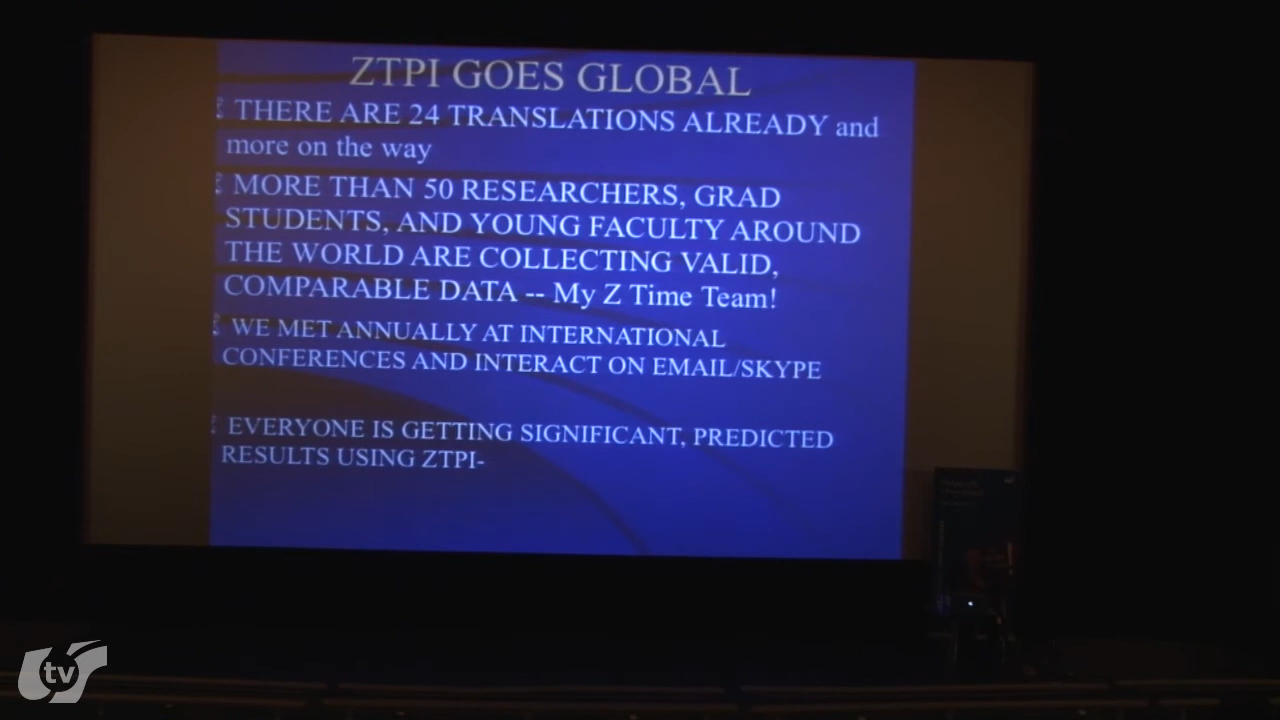 ZTPI GOES GLOBAL
THERE ARE 24 TRANSLATIONS ALREADY and
more on the way
MORE THAN 50 RESEARCHERS, GRAD
STUDENTS, AND YOUNG FACULTY AROUND
THE WORLD ARE COLLECTING VALID,
COMPARABLE DATA -- My Z Time Team!
WE MET ANNUALLY AT INTERNATIONAL
CONFERENCES AND INTERACT ON EMAIL/SKYPE
EVERYONE IS GETTING SIGNIFICANT, PREDICTED
RESULTS USING ZTPI-
tv